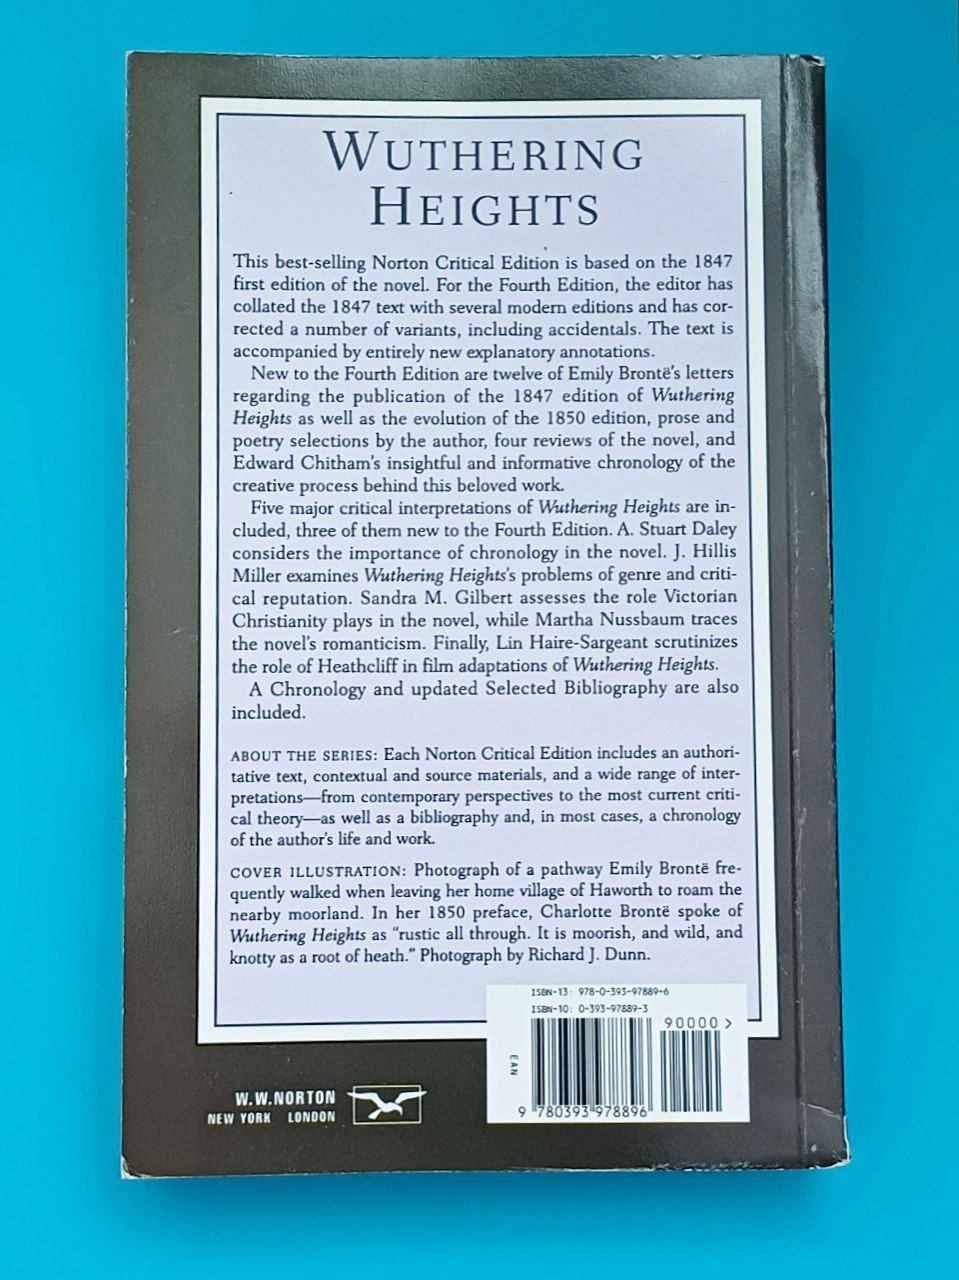 WUTHERING
HEIGHTS
This best-selling Norton Critical Edition is based on the 1847
first edition of the novel. For the Fourth Edition, the editor has
collated the 1847 text with several modern editions and has cor-
rected a number of variants, including accidentals. The text is
accompanied by entirely new explanatory annotations.
New to the Fourth Edition are twelve of Emily Brontë's letters
regarding the publication of the 1847 edition of Wuthering
Heights as well as the evolution of the 1850 edition, prose and
poetry selections by the author, four reviews of the novel, and
Edward Chitham's insightful and informative chronology of the
creative process behind this beloved work.
Five major critical interpretations of Wuthering Heights are in-
cluded, three of them new to the Fourth Edition. A. Stuart Daley
considers the importance of chronology in the novel. J. Hillis
Miller examines Wuthering Heights's problems of genre and criti-
cal reputation. Sandra M. Gilbert assesses the role Victorian
Christianity plays in the novel, while Martha Nussbaum traces
the novel's romanticism. Finally, Lin Haire-Sargeant scrutinizes
the role of Heathcliff in film adaptations of Wuthering Heights.
A Chronology and updated Selected Bibliography are also
included.
ABOUT THE SERIES: Each Norton Critical Edition includes an authori-
tative text, contextual and source materials, and a wide range of inter-
pretations—from contemporary perspectives to the most current criti-
cal theory—as well as a bibliography and, in most cases, a chronology
of the author's life and work.
COVER ILLUSTRATION: Photograph of a pathway Emily Brontë fre-
quently walked when leaving her home village of Haworth to roam the
nearby moorland. In her 1850 preface, Charlotte Brontë spoke of
Wuthering Heights as "rustic all through. It is moorish, and wild, and
knotty as a root of heath." Photograph by Richard J. Dunn.
ISBN-13: 978-0-393-97889-6
ISBN-10: 0-393-97889-3
90000>
EAN
9 780393 978896
W.W.NORTON
NEW YORK LONDON